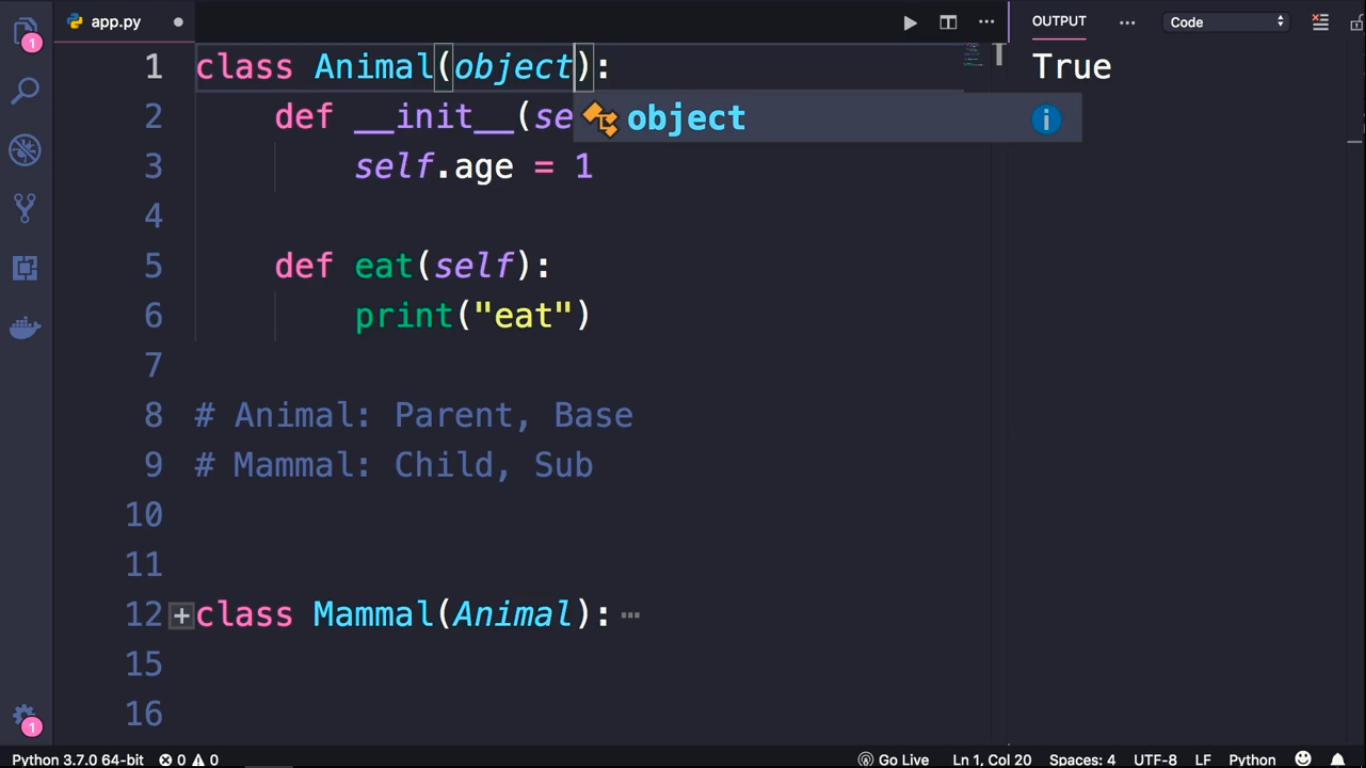 app.py
OUTPUT
Code
1 class Animal(object):
2 def __init__(se
object
3 self.age = 1
4
5 def eat(self):
6 print("eat")
7
8 # Animal: Parent, Base
9 # Mammal: Child, Sub
10
11
12 class Mammal(Animal):
15
16
True
1
1
Python 3.7.0 64-bit 0 0 Go Live Ln 1, Col 20 Spaces: 4 UTF-8 LF Python